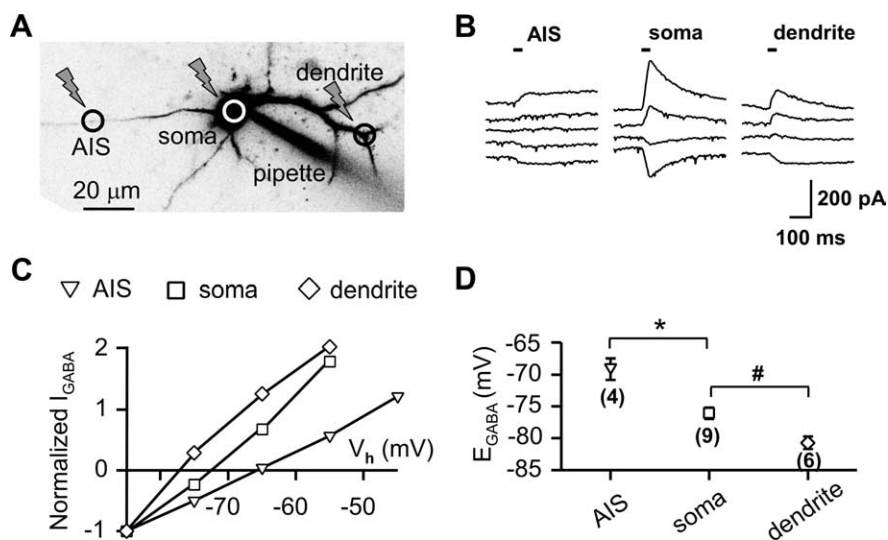 A
AIS
soma
dendrite
pipette
20 μm
B
AIS soma dendrite
200 pA
100 ms
C
AIS soma dendrite
Normalized I_GABA
2
1
0
-1
V_h (mV)
-70 -60 -50
D
E_GABA (mV)
-65
-70
-75
-80
-85
*
#
(4)
(9)
(6)
AIS soma dendrite